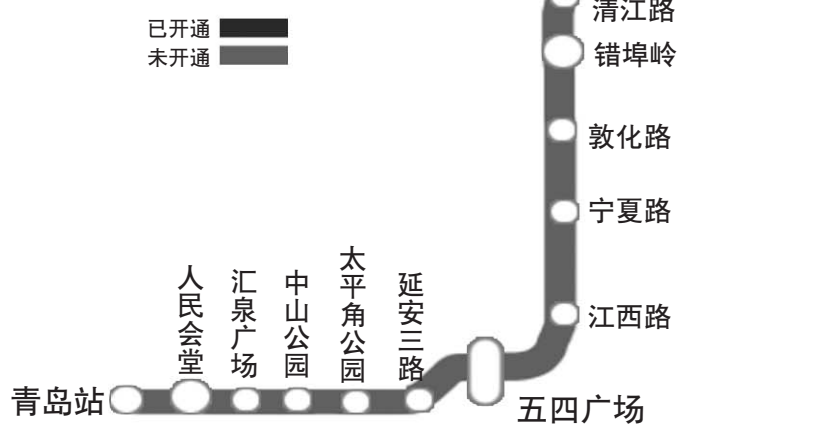 已开通
未开通
清江路
错埠岭
敦化路
宁夏路
江西路
五四广场
延安三路
太平角公园
中山公园
汇泉广场
人民会堂
青岛站